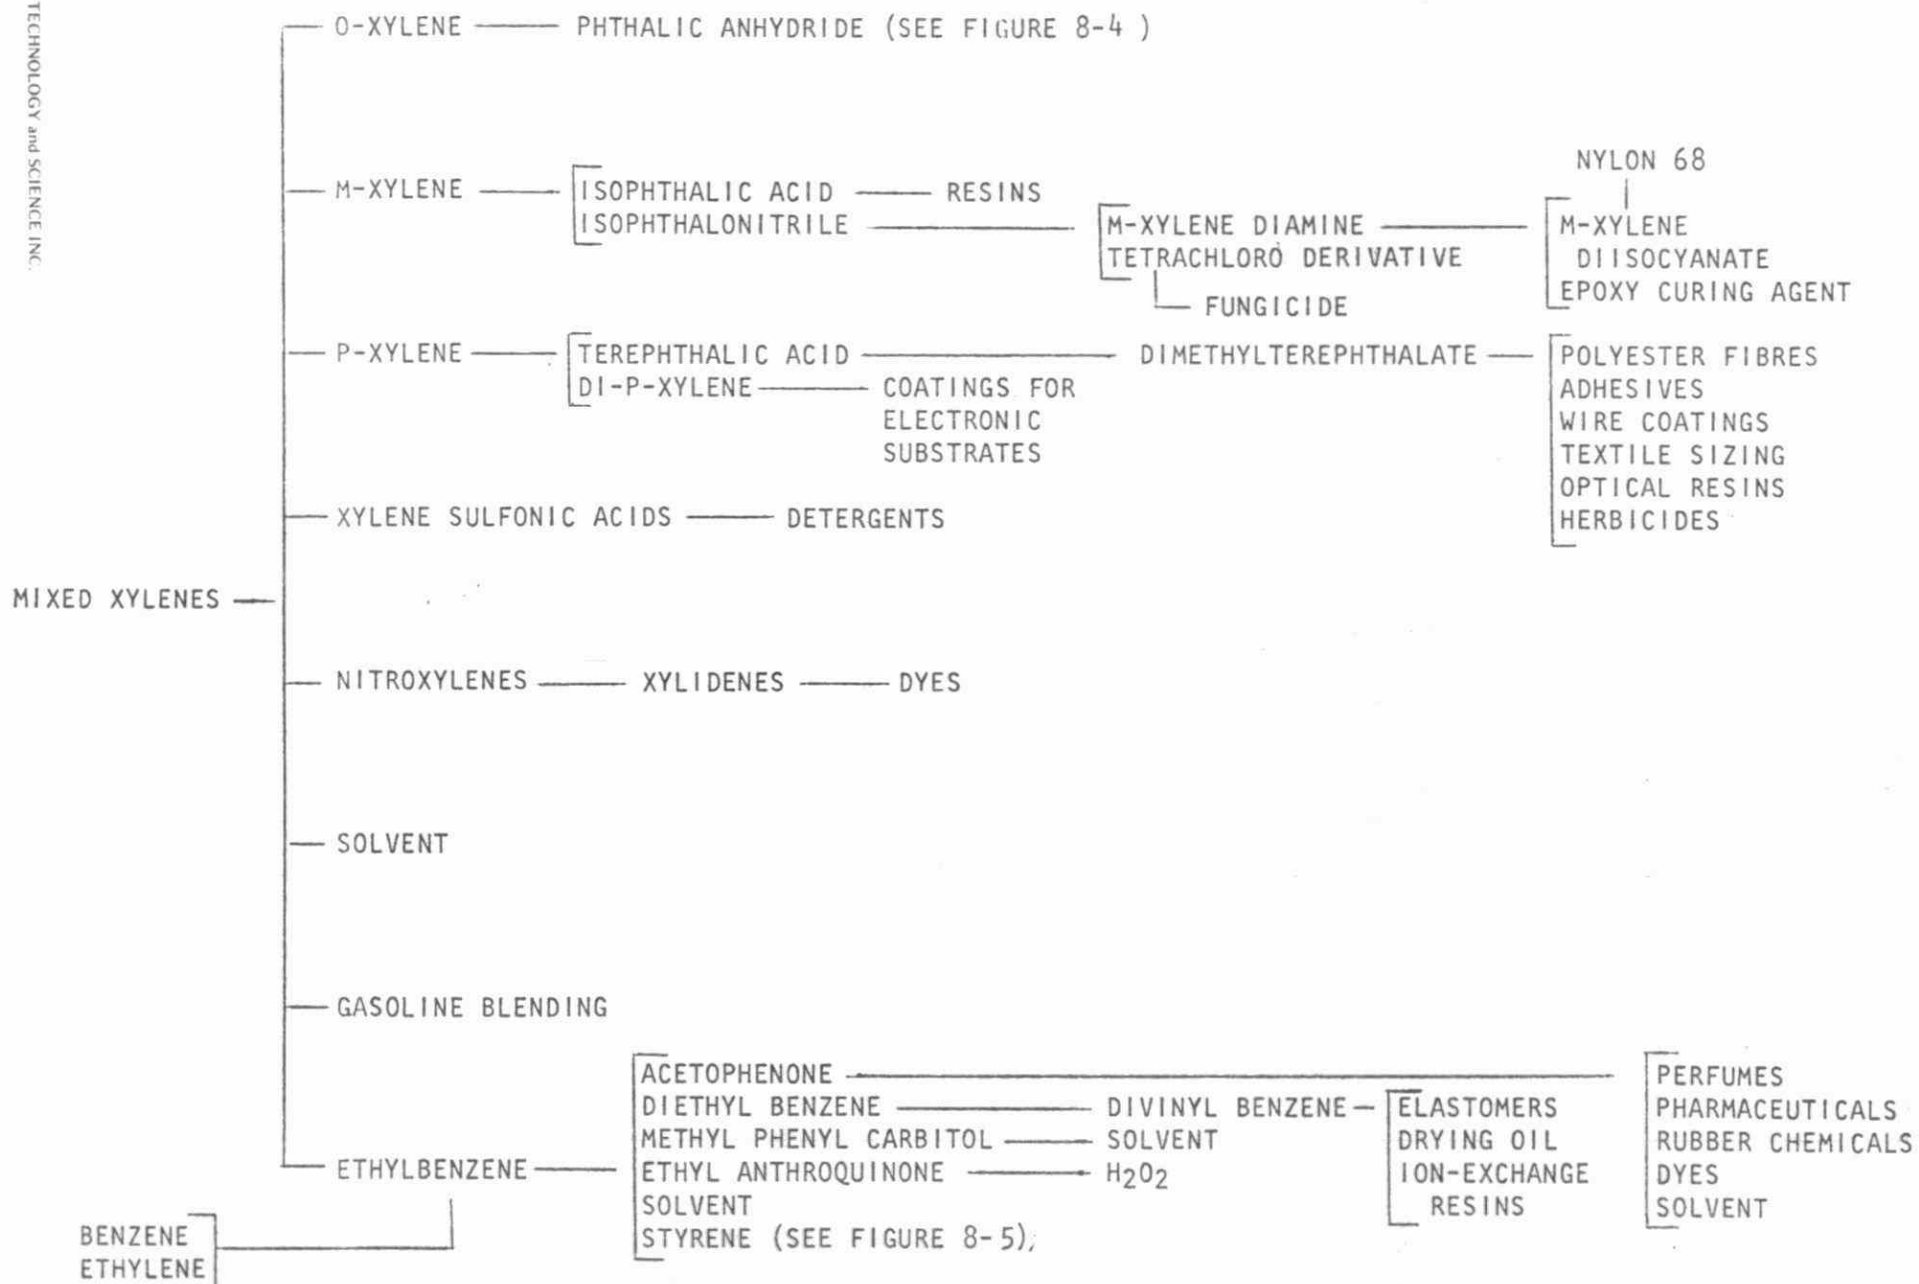 TECHNOLOGY and SCIENCE INC.
O-XYLENE
PHTHALIC ANHYDRIDE (SEE FIGURE 8-4 )
M-XYLENE
ISOPHTHALIC ACID
RESINS
ISOPHTHALONITRILE
M-XYLENE DIAMINE
TETRACHLORO DERIVATIVE
FUNGICIDE
NYLON 68
M-XYLENE
DIISOCYANATE
EPOXY CURING AGENT
P-XYLENE
TEREPHTHALIC ACID
DI-P-XYLENE
COATINGS FOR
ELECTRONIC
SUBSTRATES
DIMETHYLTEREPHTHALATE
POLYESTER FIBRES
ADHESIVES
WIRE COATINGS
TEXTILE SIZING
OPTICAL RESINS
HERBICIDES
XYLENE SULFONIC ACIDS
DETERGENTS
MIXED XYLENES
NITROXYLENES
XYLIDENES
DYES
SOLVENT
GASOLINE BLENDING
ETHYLBENZENE
ACETOPHENONE
DIETHYL BENZENE
METHYL PHENYL CARBITOL
ETHYL ANTHROQUINONE
SOLVENT
STYRENE (SEE FIGURE 8-5),
DIVINYL BENZENE
SOLVENT
H2O2
ELASTOMERS
DRYING OIL
ION-EXCHANGE
RESINS
PERFUMES
PHARMACEUTICALS
RUBBER CHEMICALS
DYES
SOLVENT
BENZENE
ETHYLENE